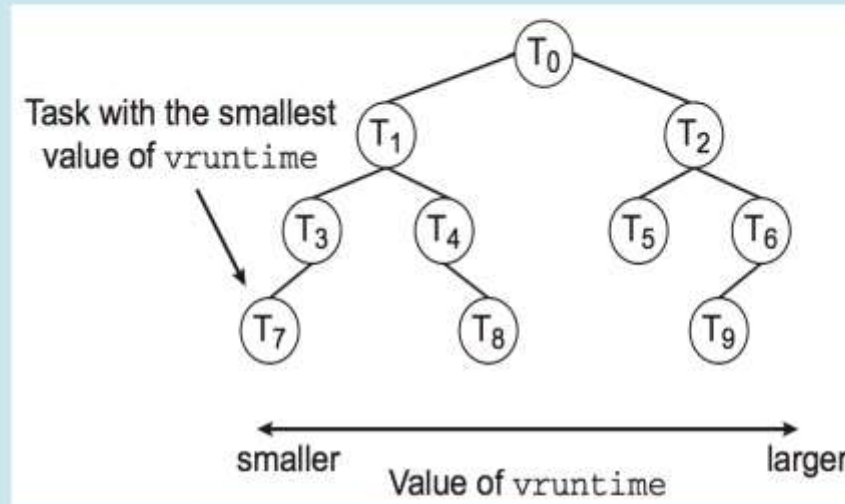 T0
Task with the smallest
value of vruntime
T1
T2
T3
T4
T5
T6
T7
T8
T9
smaller
larger
Value of vruntime